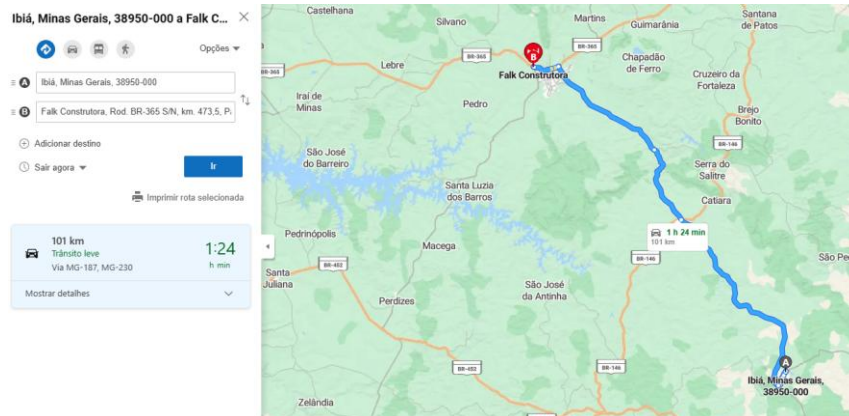 Ibiá, Minas Gerais, 38950-000 a Falk C...
Opções
A Ibiá, Minas Gerais, 38950-000
B Falk Construtora, Rod. BR-365 S/N, km. 473,5, P
Adicionar destino
Sair agora
Ir
Imprimir rota selecionada
101 km
Trânsito leve
Via MG-187, MG-230
1:24
h min
Mostrar detalhes
Castelhana
Silvano
Martins
Guimarânia
Santana
de Patos
BR-365
BR-365
BR-365
B
Falk Construtora
Lebre
Chapadão
de Ferro
Cruzeiro da
Fortaleza
Iraí de
Minas
Pedro
Brejo
Bonito
BR-146
São José
do Barreiro
Serra do
Salitre
Santa Luzia
dos Barros
Catiara
1 h 24 min
101 km
Pedrinópolis
Macega
BR-146
São Pe
BR-452
Santa
Juliana
São José
da Antinha
Perdizes
BR-452
BR-146
A
Ibiá, Minas Gerais,
38950-000
Zelândia